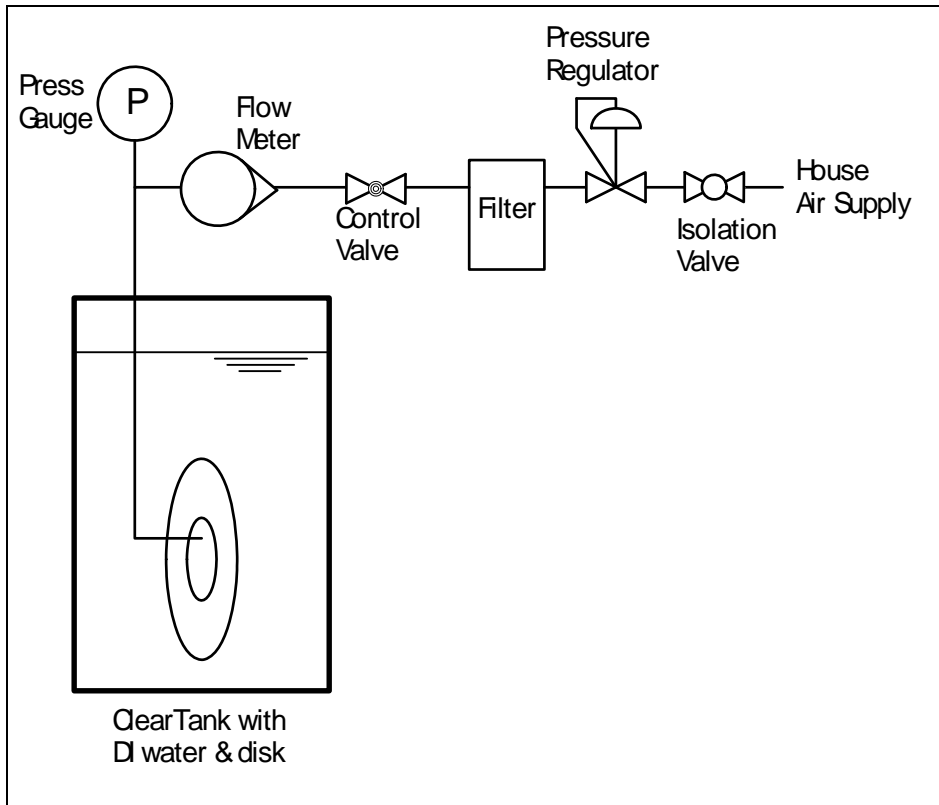 Pressure
Regulator
Press
Gauge
P
Flow
Meter
House
Air Supply
Filter
Control
Valve
Isolation
Valve
Clear Tank with
DI water & disk